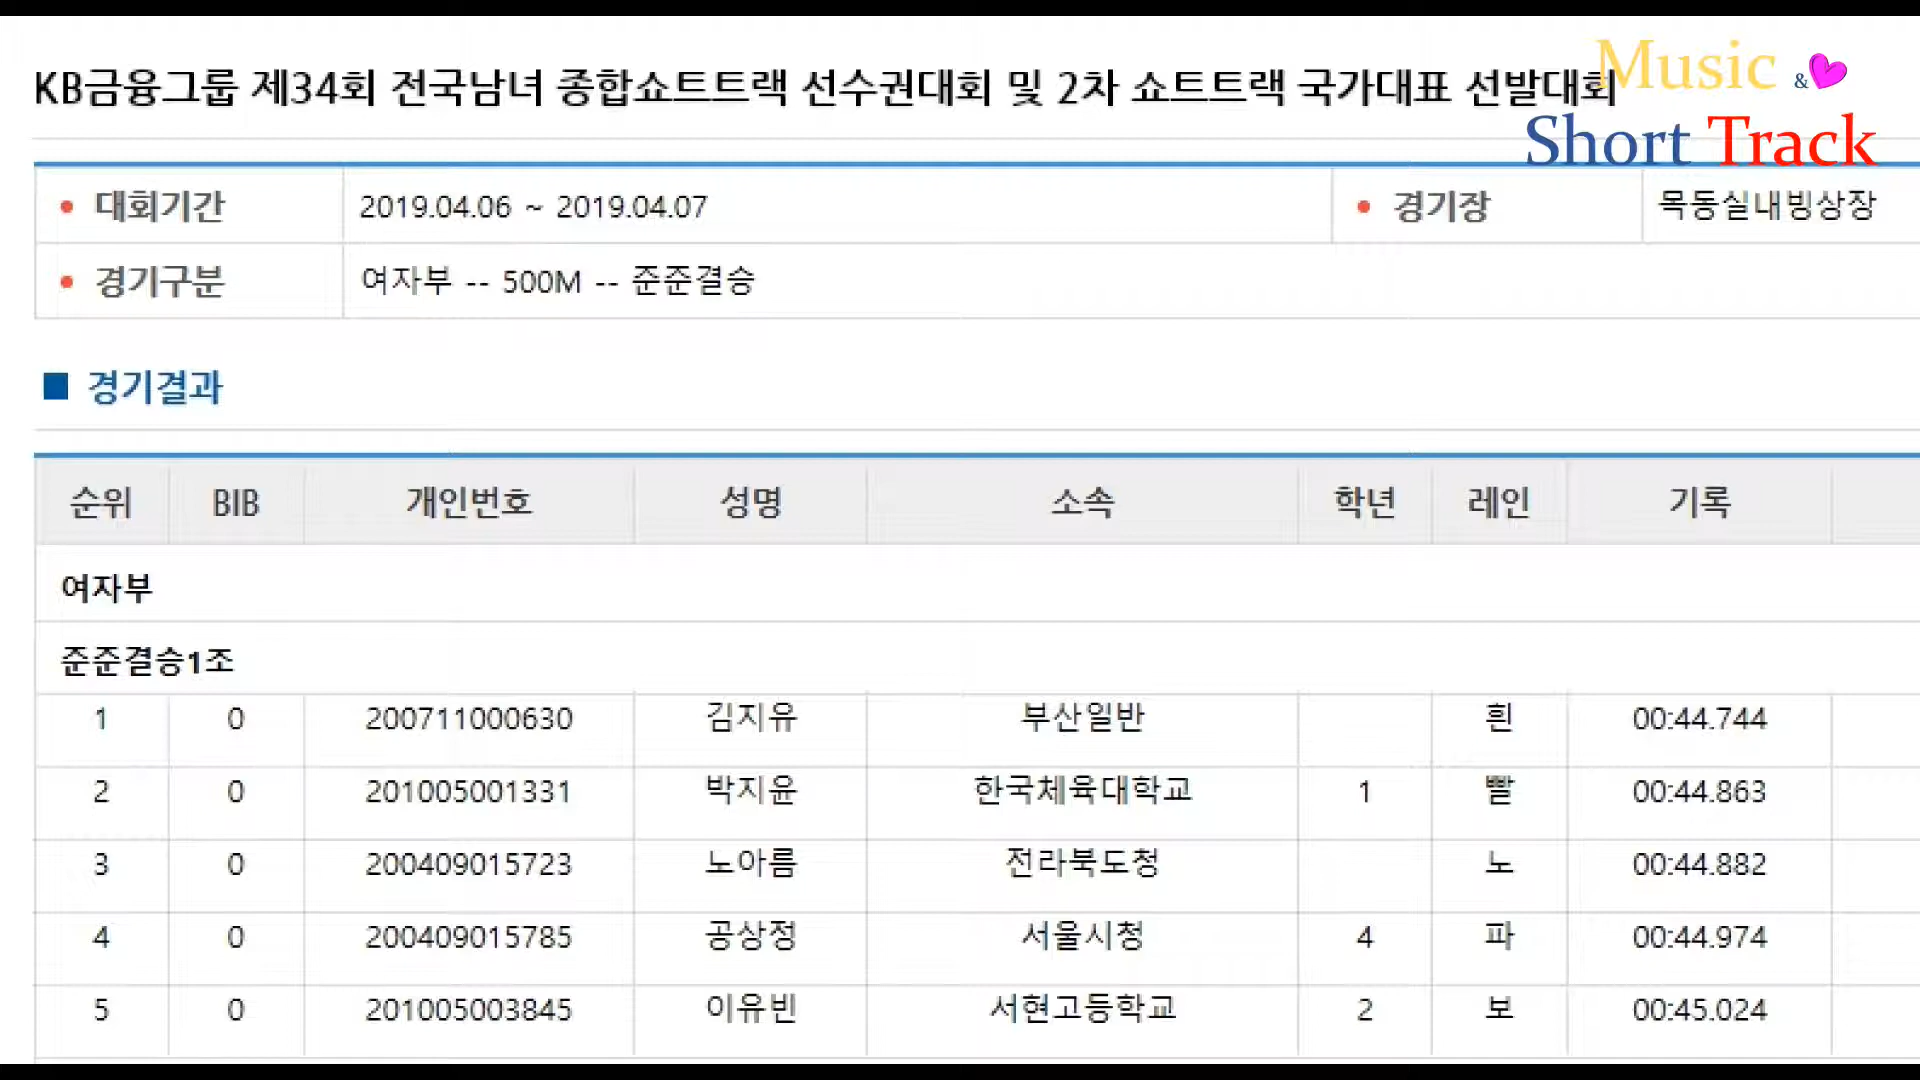 KB금융그룹 제34회 전국남녀 종합쇼트트랙 선수권대회 및 2차 쇼트트랙 국가대표 선발대회
Music &
Short Track
대회기간 2019.04.06 ~ 2019.04.07 경기장 목동실내빙상장
경기구분 여자부 -- 500M -- 준준결승
경기결과
순위 BIB 개인번호 성명 소속 학년 레인 기록
여자부
준준결승1조
1 0 200711000630 김지유 부산일반 흰 00:44.744
2 0 201005001331 박지윤 한국체육대학교 1 빨 00:44.863
3 0 200409015723 노아름 전라북도청 노 00:44.882
4 0 200409015785 공상정 서울시청 4 파 00:44.974
5 0 201005003845 이유빈 서현고등학교 2 보 00:45.024